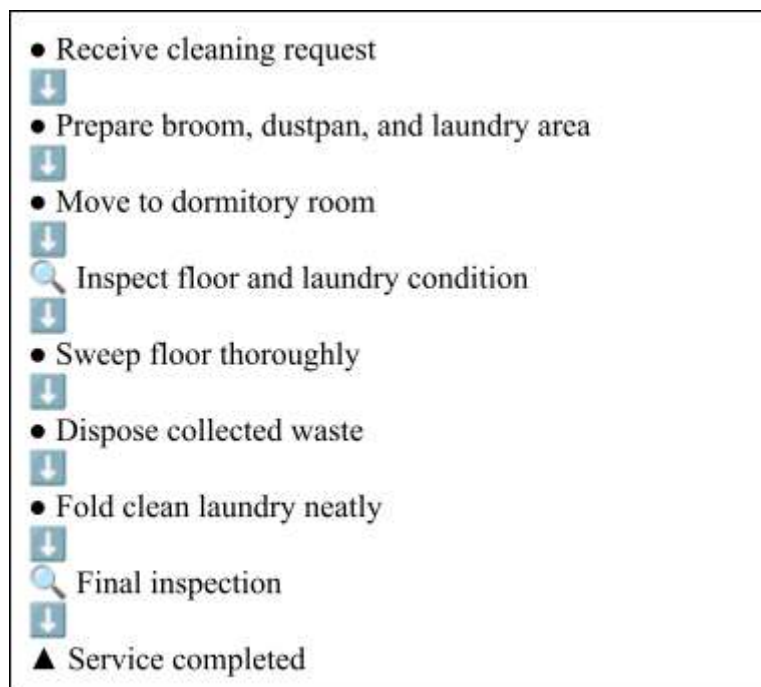 ● Receive cleaning request
⬇️
● Prepare broom, dustpan, and laundry area
⬇️
● Move to dormitory room
⬇️
🔍 Inspect floor and laundry condition
⬇️
● Sweep floor thoroughly
⬇️
● Dispose collected waste
⬇️
● Fold clean laundry neatly
⬇️
🔍 Final inspection
⬇️
▲ Service completed